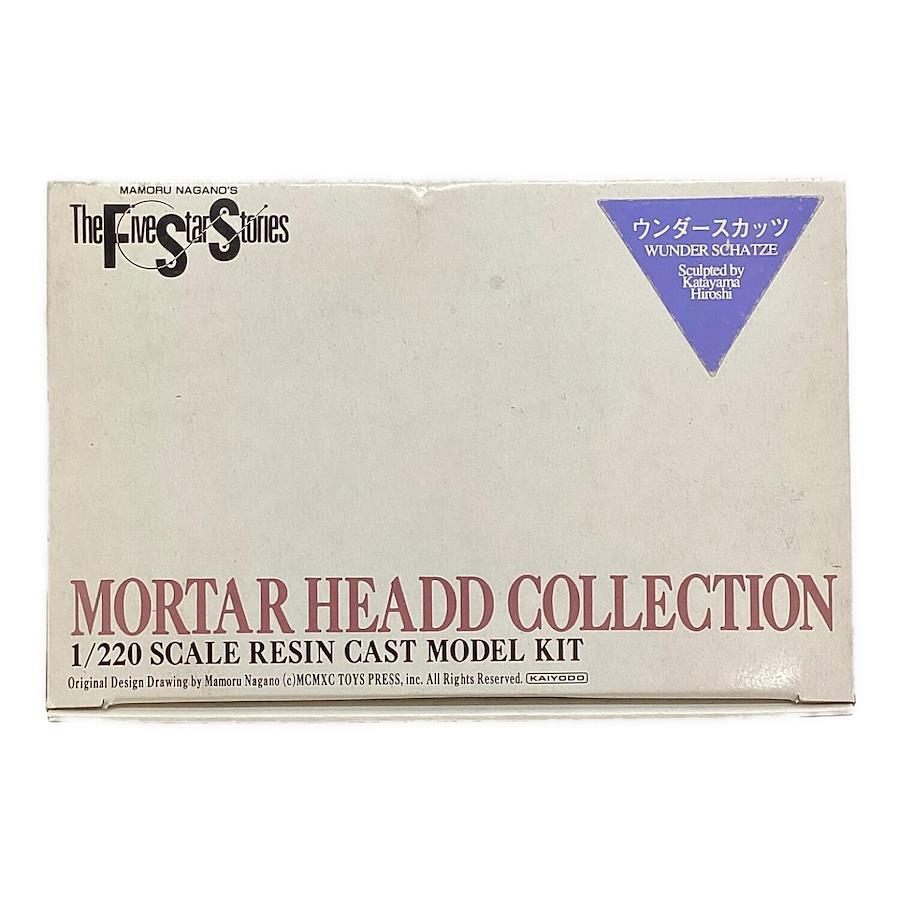 MAMORU NAGANO'S
The Five Star Stories
ウンダースカッツ
WUNDER SCHATZE
Sculpted by
Katayama
Hiroshi
MORTAR HEADD COLLECTION
1/220 SCALE RESIN CAST MODEL KIT
Original Design Drawing by Mamoru Nagano (c)MCMXC TOYS PRESS, inc. All Rights Reserved. KAIYODO